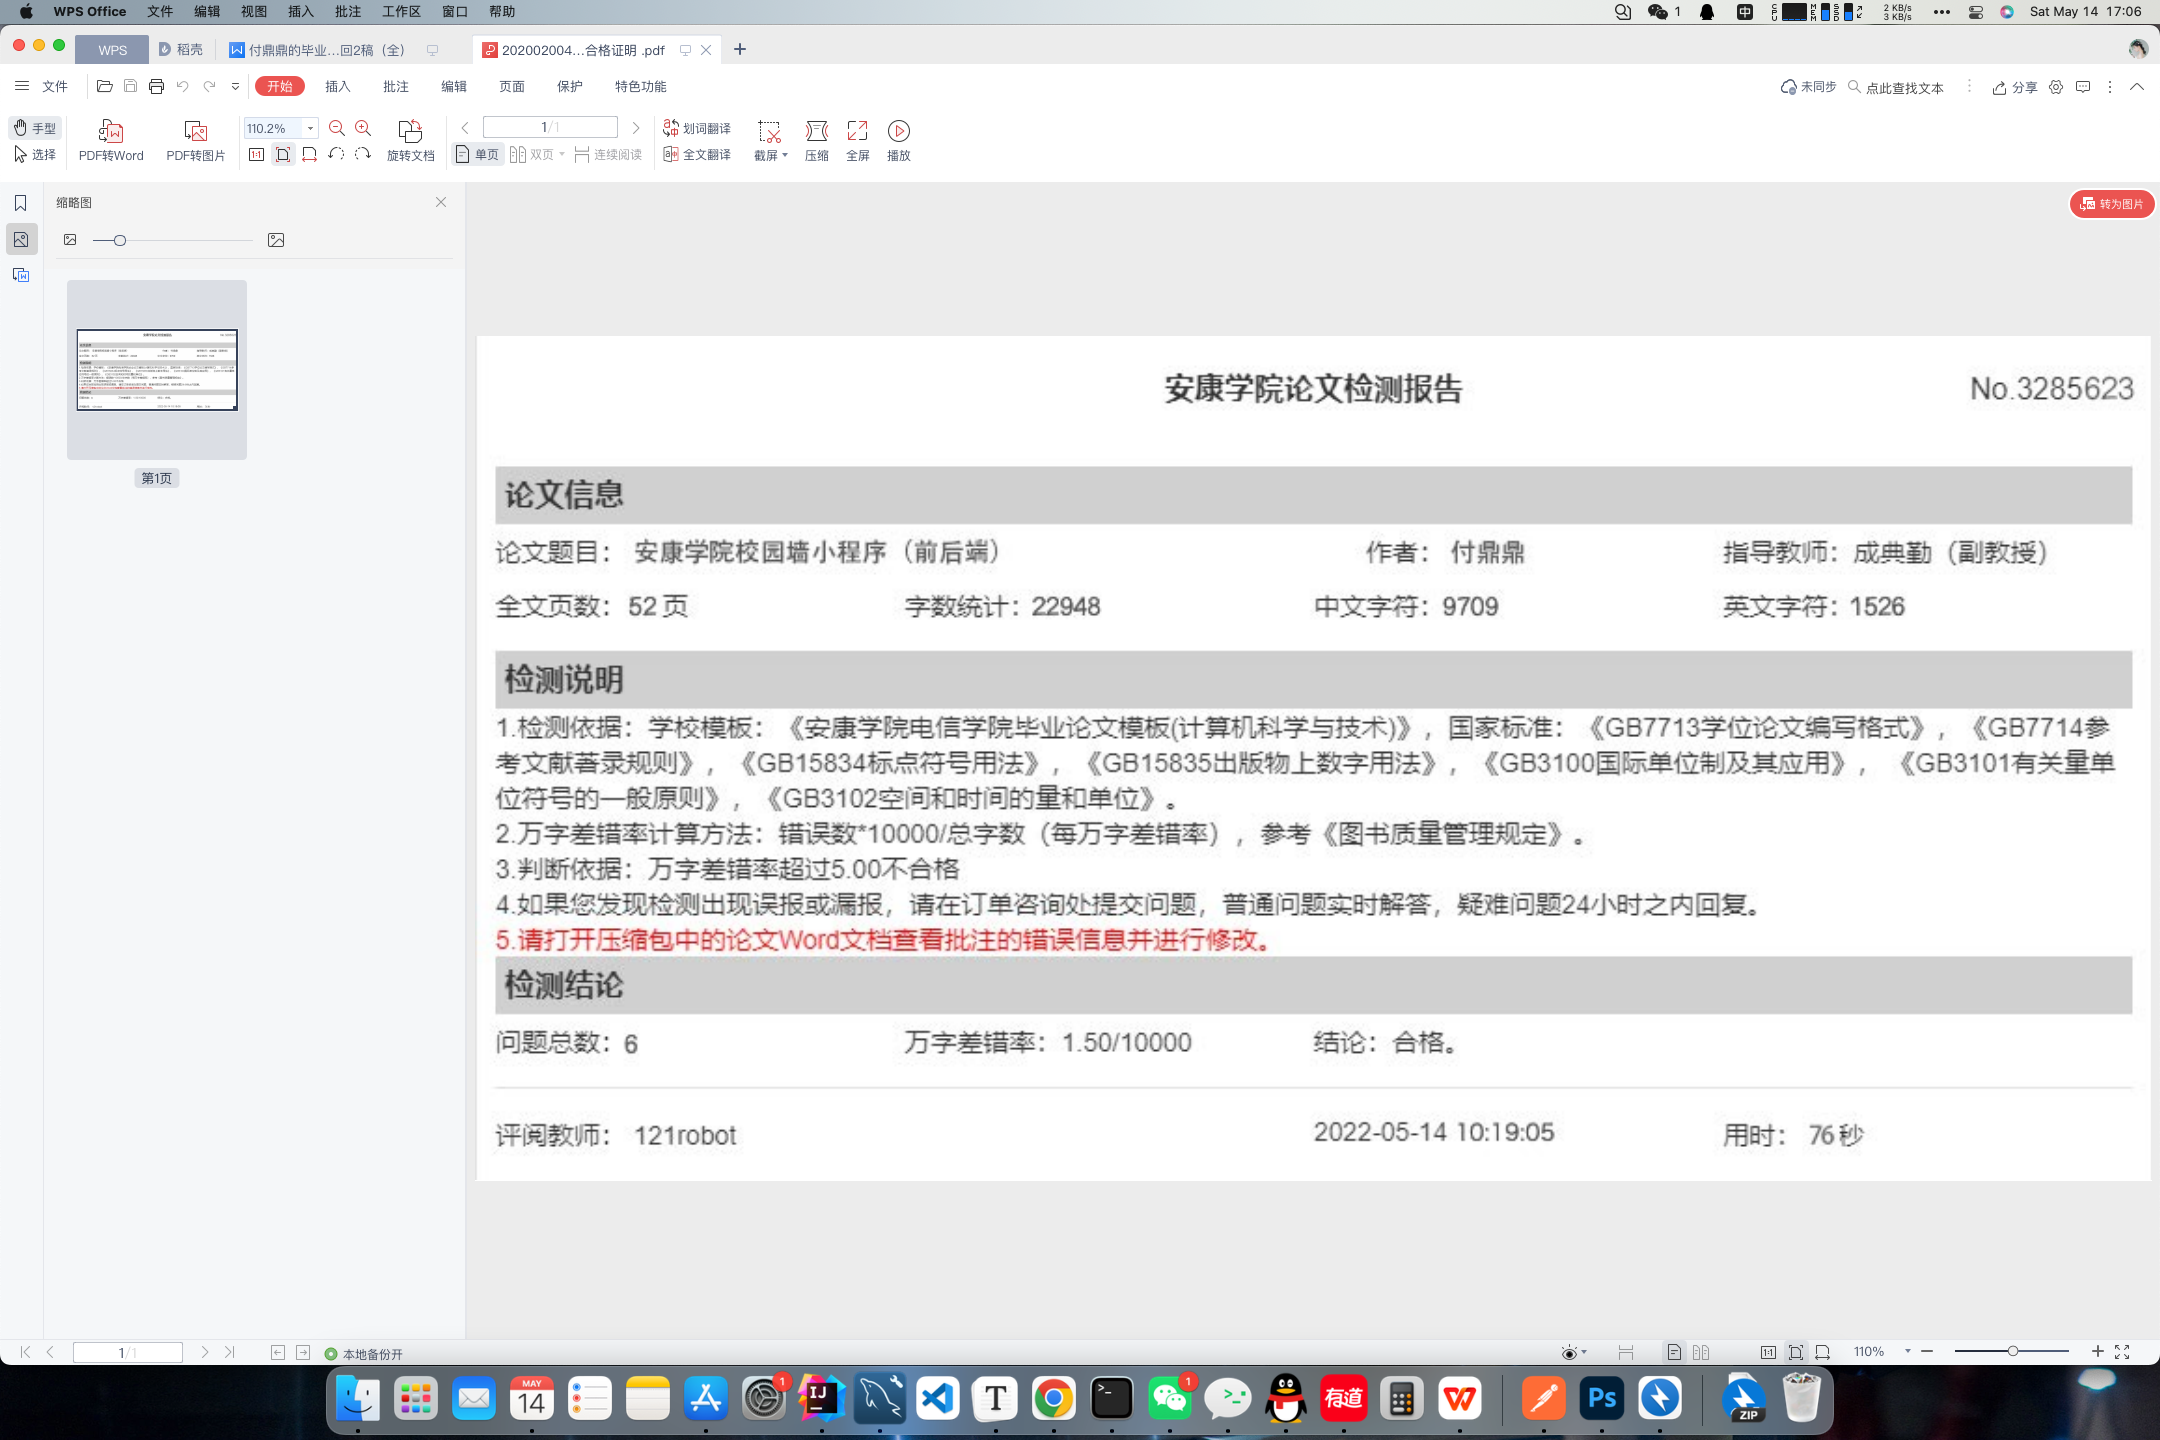 WPS Office 文件 编辑 视图 插入 批注 工作区 窗口 帮助 1 中 2 KB/s 3 KB/s Sat May 14 17:06
WPS 稻壳 付鼎鼎的毕业...回2稿（全） 202002004...合格证明 .pdf
文件 开始 插入 批注 编辑 页面 保护 特色功能 未同步 点此查找文本 分享
手型 110.2% 1/1 划词翻译
选择 PDF转Word PDF转图片 旋转文档 单页 双页 连续阅读 全文翻译 截屏 压缩 全屏 播放
缩略图
转为图片
第1页
安康学院论文检测报告 No.3285623
论文信息
论文题目： 安康学院校园墙小程序（前后端） 作者： 付鼎鼎 指导教师：成典勤（副教授）
全文页数：52 页 字数统计：22948 中文字符：9709 英文字符：1526
检测说明
1.检测依据：学校模板：《安康学院电信学院毕业论文模板(计算机科学与技术)》，国家标准：《GB7713学位论文编写格式》，《GB7714参
考文献著录规则》，《GB15834标点符号用法》，《GB15835出版物上数字用法》，《GB3100国际单位制及其应用》， 《GB3101有关量单
位符号的一般原则》，《GB3102空间和时间的量和单位》。
2.万字差错率计算方法：错误数*10000/总字数（每万字差错率），参考《图书质量管理规定》。
3.判断依据：万字差错率超过5.00不合格
4.如果您发现检测出现误报或漏报，请在订单咨询处提交问题，普通问题实时解答，疑难问题24小时之内回复。
5.请打开压缩包中的论文Word文档查看批注的错误信息并进行修改。
检测结论
问题总数：6 万字差错率：1.50/10000 结论：合格。
评阅教师： 121robot 2022-05-14 10:19:05 用时： 76 秒
1/1 本地备份开 110%
MAY 14 1 IJ T 1 有道 Ps ZIP